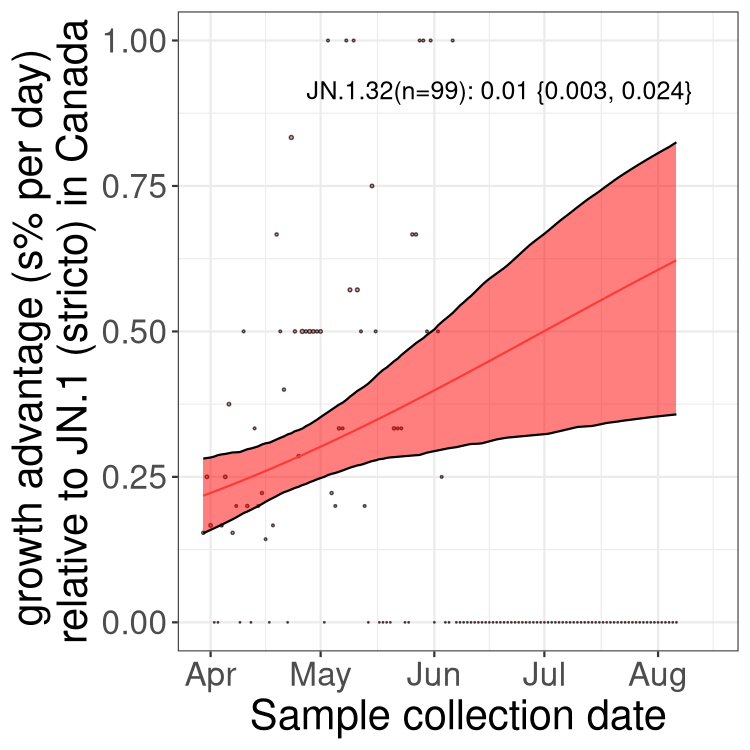 growth advantage (s% per day)
relative to JN.1 (stricto) in Canada
1.00
0.75
0.50
0.25
0.00
JN.1.32(n=99): 0.01 {0.003, 0.024}
Apr May Jun Jul Aug
Sample collection date